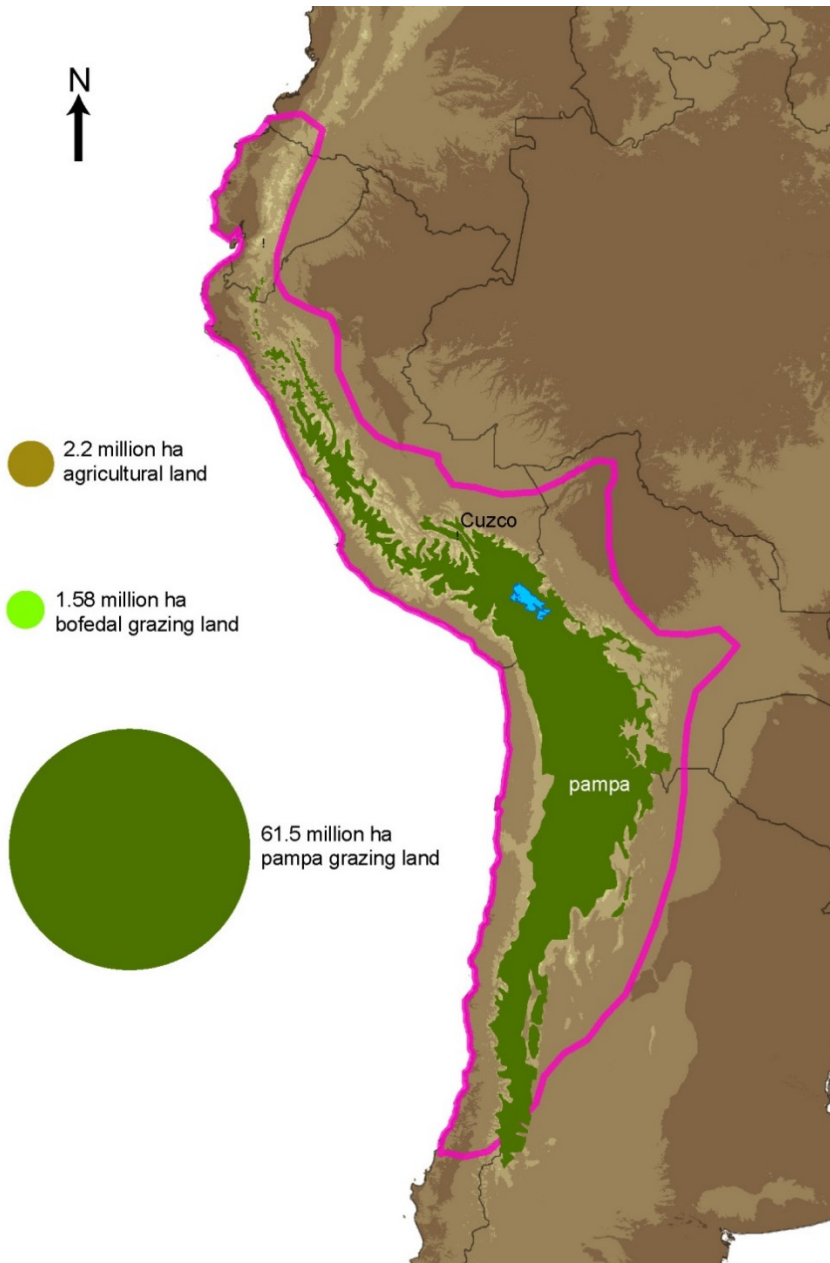 N
Cuzco
2.2 million ha
agricultural land
1.58 million ha
bofedal grazing land
pampa
61.5 million ha
pampa grazing land